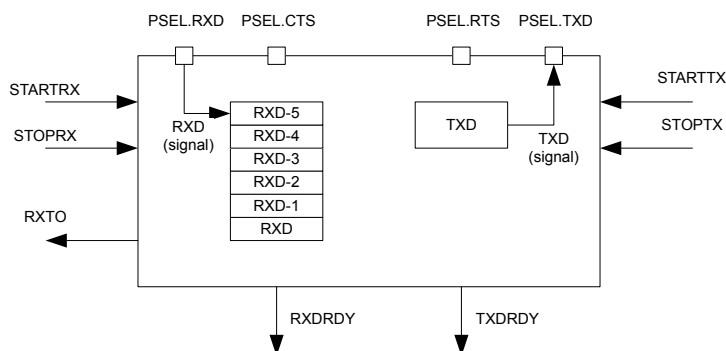 PSEL.RXD
PSEL.CTS
PSEL.RTS
PSEL.TXD
STARTRX
STOPRX
RXTO
RXD
(signal)
RXD-5
RXD-4
RXD-3
RXD-2
RXD-1
RXD
TXD
TXD
(signal)
STARTTX
STOPTX
RXDRDY
TXDRDY